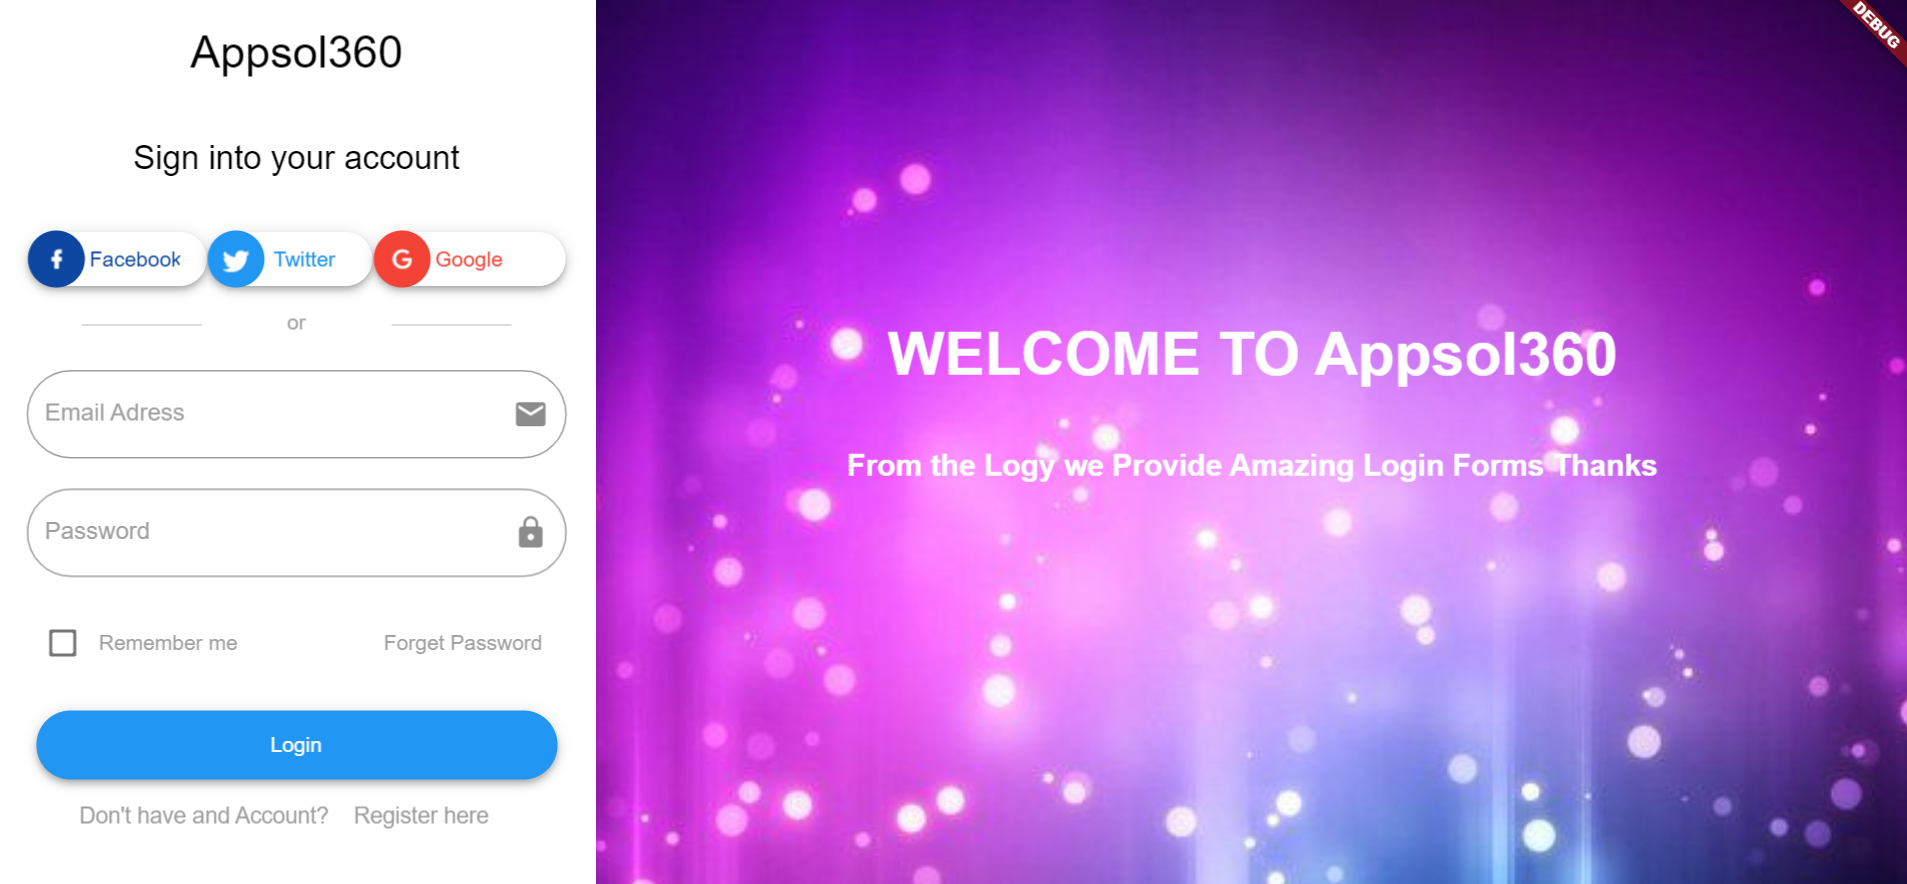 Appsol360
Sign into your account
Facebook Twitter Google
or
Email Adress
Password
Remember me Forget Password
Login
Don't have and Account? Register here
DEBUG
WELCOME TO Appsol360
From the Logy we Provide Amazing Login Forms Thanks